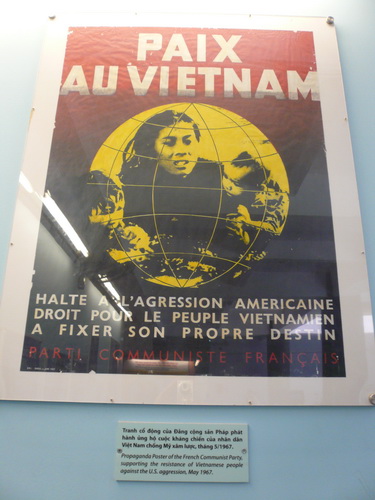 PAIX
AU VIETNAM
HALTE A L'AGRESSION AMERICAINE
DROIT POUR LE PEUPLE VIETNAMIEN
A FIXER SON PROPRE DESTIN
PARTI COMMUNISTE FRANÇAIS
Tranh cổ động của Đảng cộng sản Pháp phát
hành ủng hộ cuộc kháng chiến của nhân dân
Việt Nam chống Mỹ xâm lược, tháng 5/1967.
Propaganda Poster of the French Communist Party,
supporting the resistance of Vietnamese people
against the U.S. aggression, May 1967.